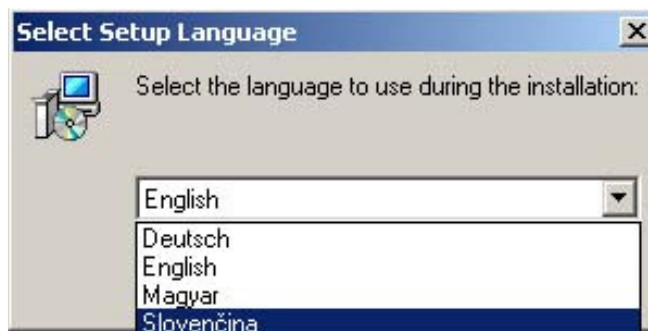 Select Setup Language
Select the language to use during the installation:
English
Deutsch
English
Magyar
Slovenčina